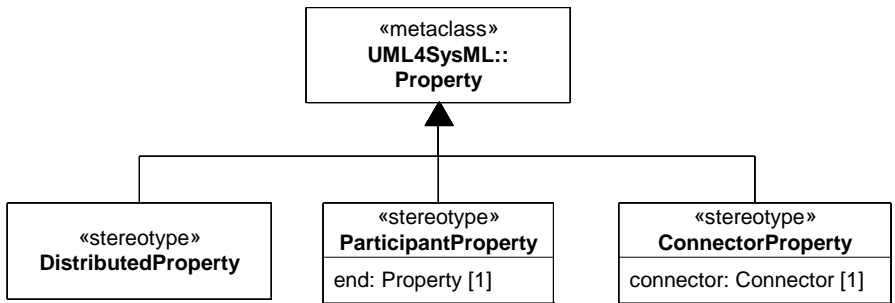 «metaclass»
UML4SysML::
Property
«stereotype»
DistributedProperty
«stereotype»
ParticipantProperty
end: Property [1]
«stereotype»
ConnectorProperty
connector: Connector [1]